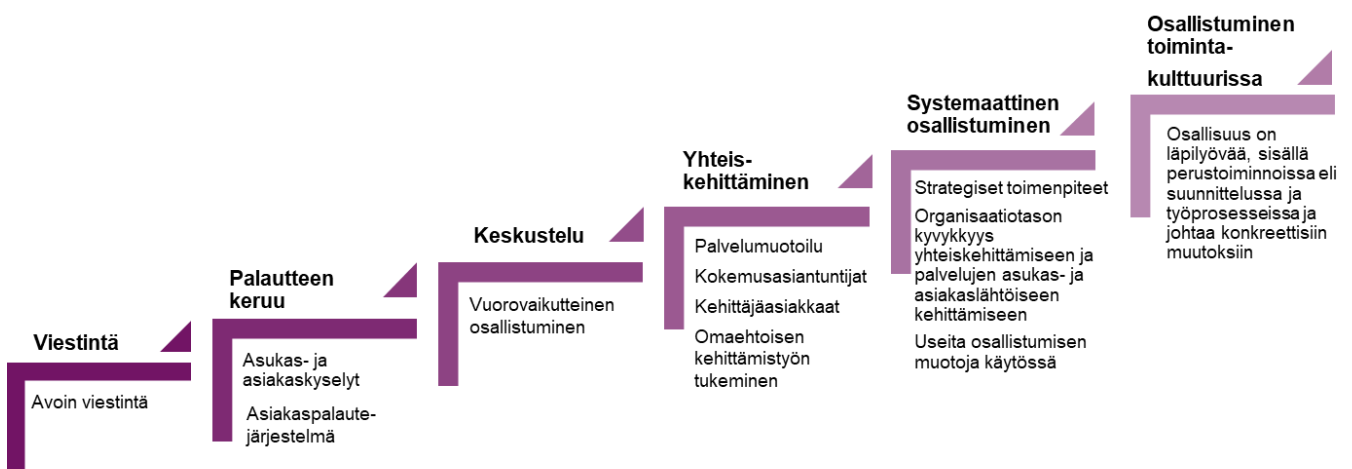 Viestintä
Avoin viestintä
Palautteen
keruu
Asukas- ja
asiakaskyselyt
Asiakaspalaute-
järjestelmä
Keskustelu
Vuorovaikutteinen
osallistuminen
Yhteis-
kehittäminen
Palvelumuotoilu
Kokemusasiantuntijat
Kehittäjäasiakkaat
Omaehtoisen
kehittämistyön
tukeminen
Systemaattinen
osallistuminen
Strategiset toimenpiteet
Organisaatiotason
kyvykkyys
yhteiskehittämiseen ja
palvelujen asukas- ja
asiakaslähtöiseen
kehittämiseen
Useita osallistumisen
muotoja käytössä
Osallistuminen
toiminta-
kulttuurissa
Osallisuus on
läpilyövää, sisällä
perustoiminnoissa eli
suunnittelussa ja
työprosesseissa ja
johtaa konkreettisiin
muutoksiin